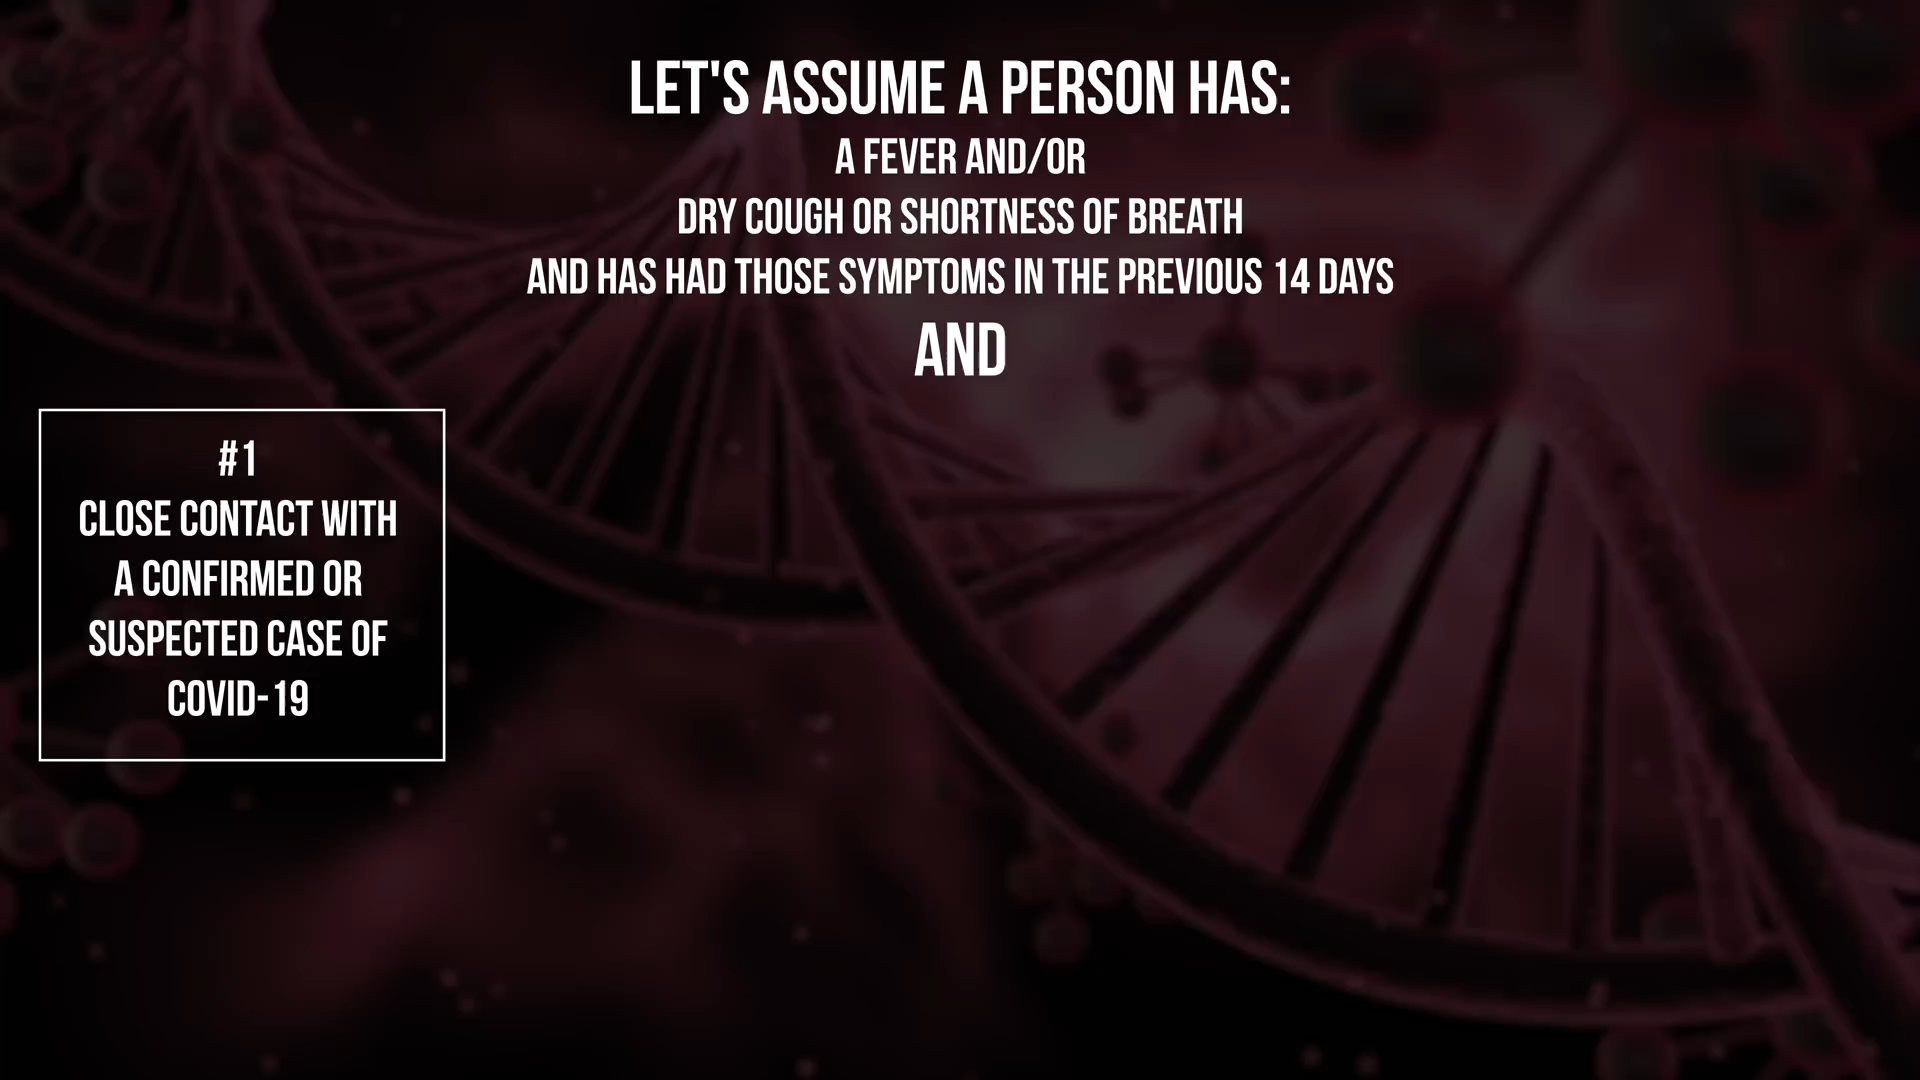 LET'S ASSUME A PERSON HAS:
A FEVER AND/OR
DRY COUGH OR SHORTNESS OF BREATH
AND HAS HAD THOSE SYMPTOMS IN THE PREVIOUS 14 DAYS
AND
#1
CLOSE CONTACT WITH
A CONFIRMED OR
SUSPECTED CASE OF
COVID-19